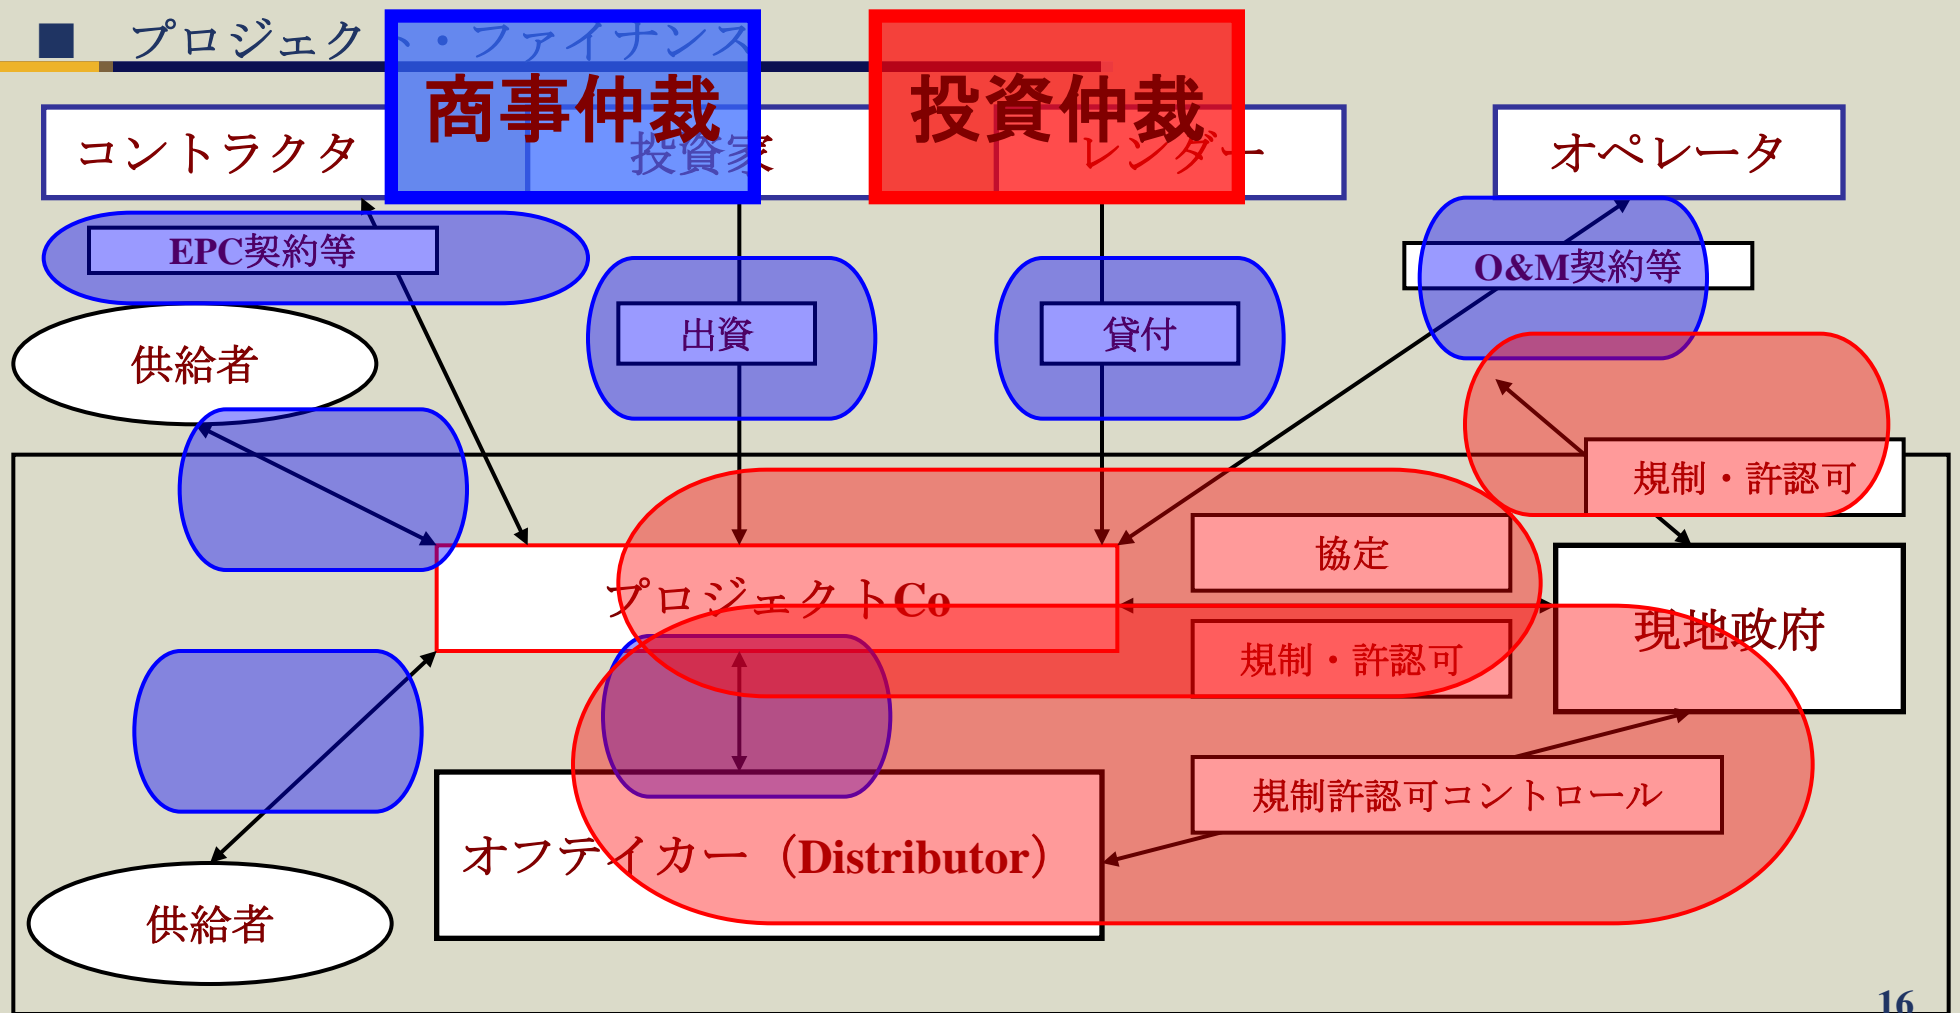 プロジェクト・ファイナンス
商事仲裁
投資仲裁
コントラクタ
投資家
レンダー
オペレータ
EPC契約等
O&M契約等
出資
貸付
供給者
規制・許認可
協定
プロジェクトCo
現地政府
規制・許認可
規制許認可コントロール
オフテイカー（Distributor）
供給者
16